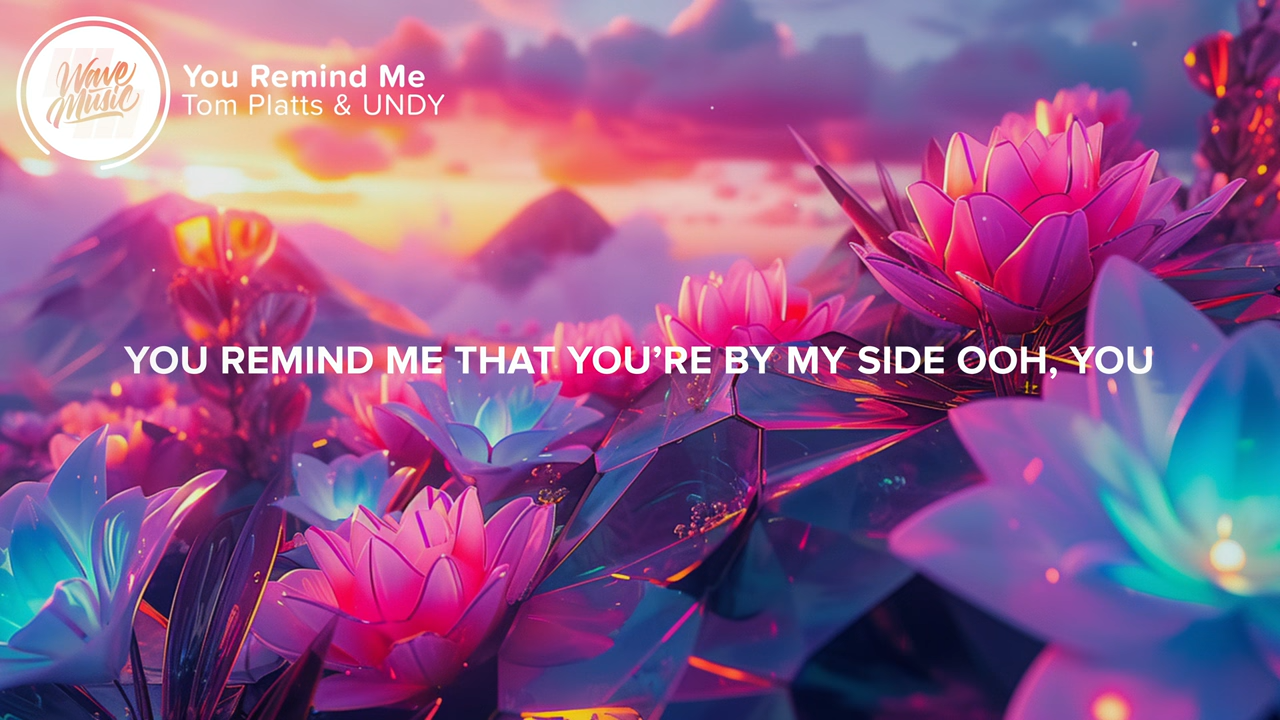 Wave
Music
You Remind Me
Tom Platts & UNDY
YOU REMIND ME THAT YOU’RE BY MY SIDE OOH, YOU